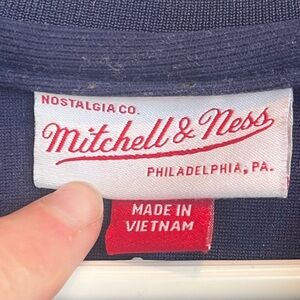 NOSTALGIA CO.
Mitchell & Ness
PHILADELPHIA, PA.
MADE IN
VIETNAM